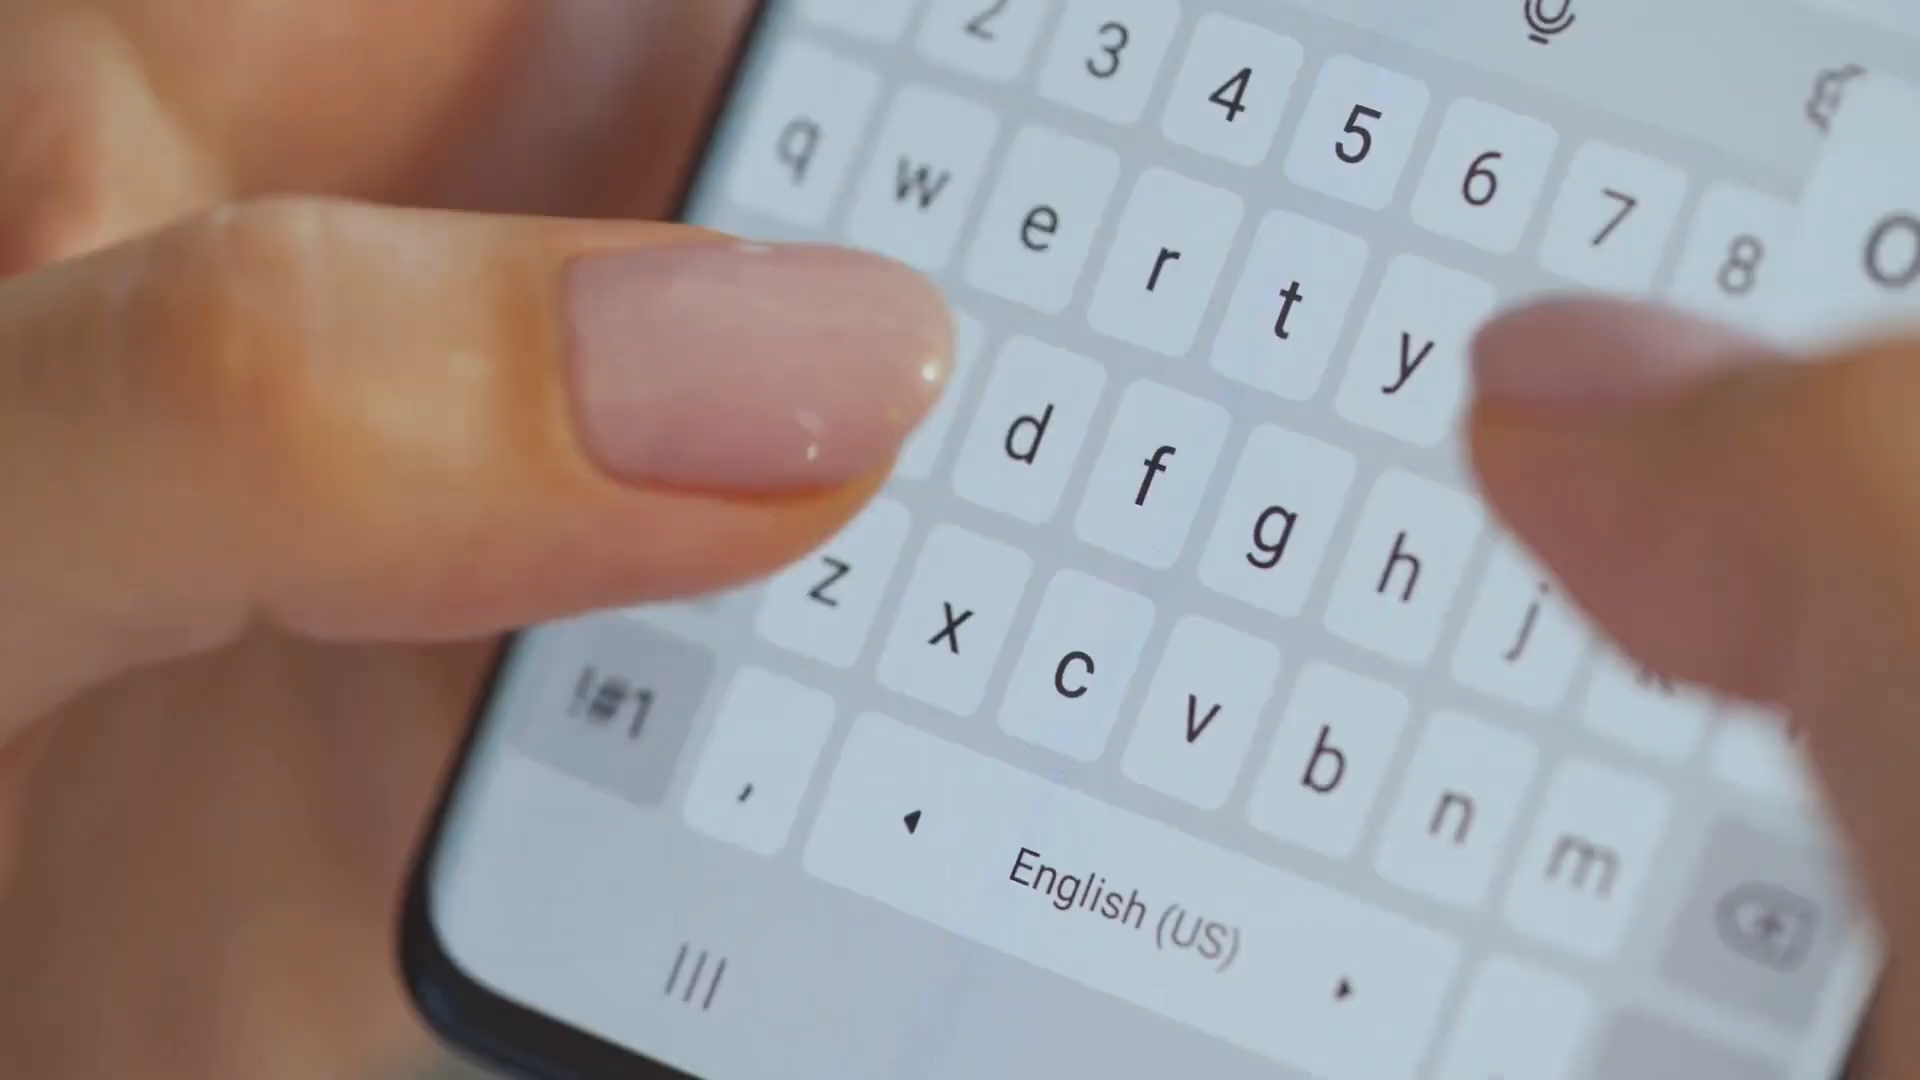 2 3 4 5 6 7 8
q w e r t y o
d f g h j
z x c v b n m
!#1 , English (US)